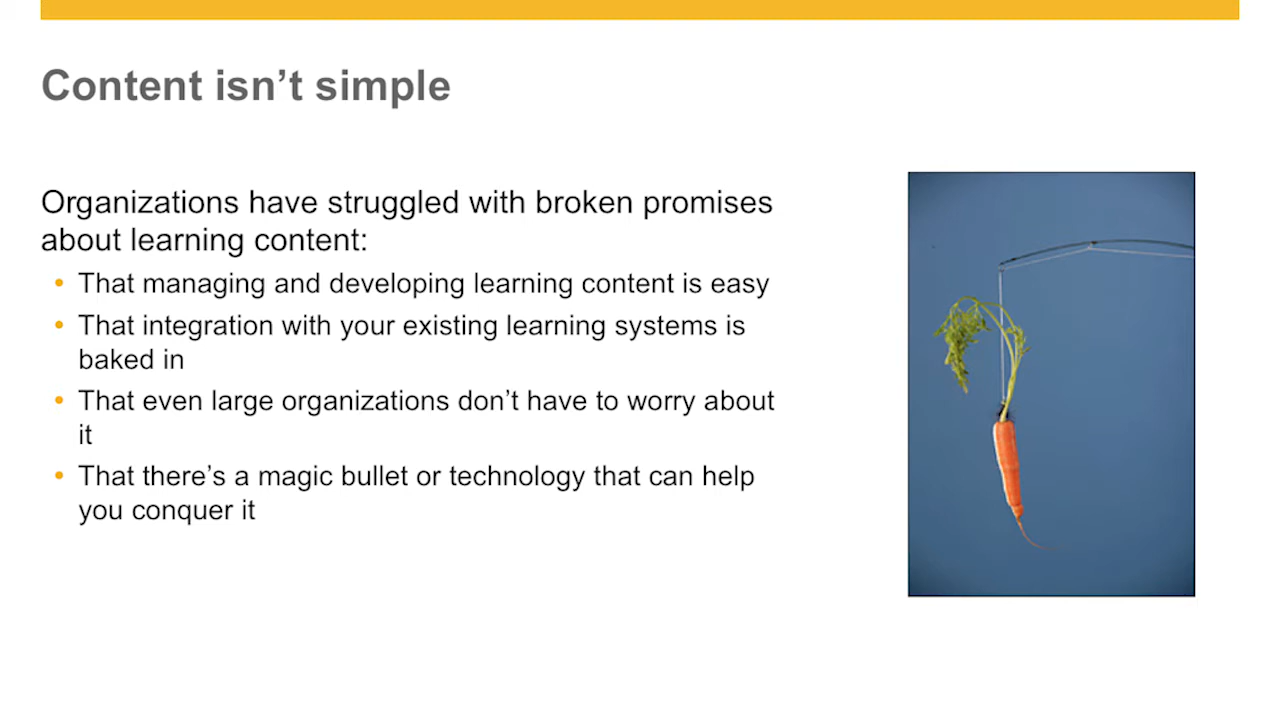 Content isn’t simple
Organizations have struggled with broken promises
about learning content:
• That managing and developing learning content is easy
• That integration with your existing learning systems is
baked in
• That even large organizations don’t have to worry about
it
• That there’s a magic bullet or technology that can help
you conquer it